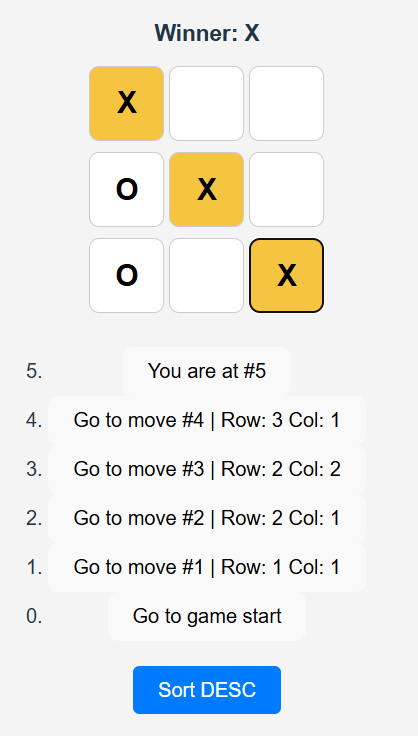 Winner: X
X
O X
O X
5. You are at #5
4. Go to move #4 | Row: 3 Col: 1
3. Go to move #3 | Row: 2 Col: 2
2. Go to move #2 | Row: 2 Col: 1
1. Go to move #1 | Row: 1 Col: 1
0. Go to game start
Sort DESC